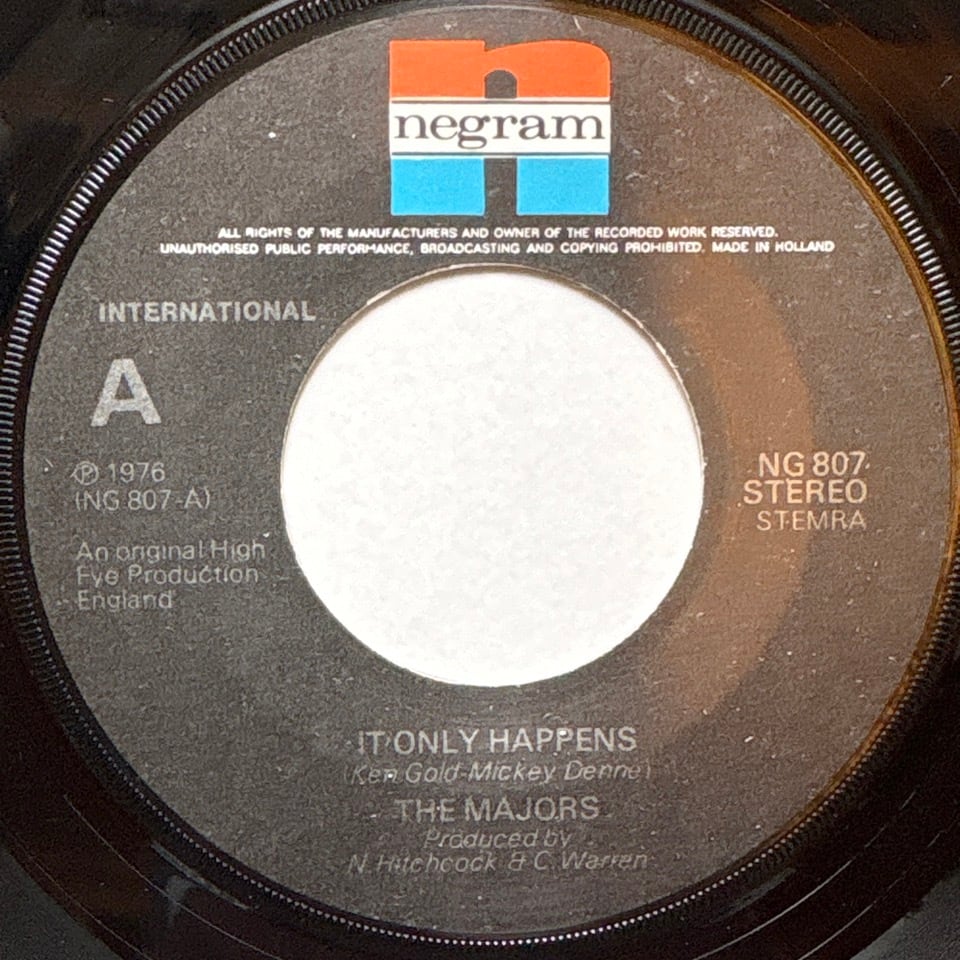 negram
ALL RIGHTS OF THE MANUFACTURERS AND OWNER OF THE RECORDED WORK RESERVED.
UNAUTHORISED PUBLIC PERFORMANCE, BROADCASTING AND COPYING PROHIBITED. MADE IN HOLLAND
INTERNATIONAL
A
℗ 1976
(NG 807-A)
An original High
Eye Production
England
NG 807
STEREO
STEMRA
IT ONLY HAPPENS
(Ken Gold-Mickey Denne)
THE MAJORS
Produced by
N. Hitchcock & C. Warren